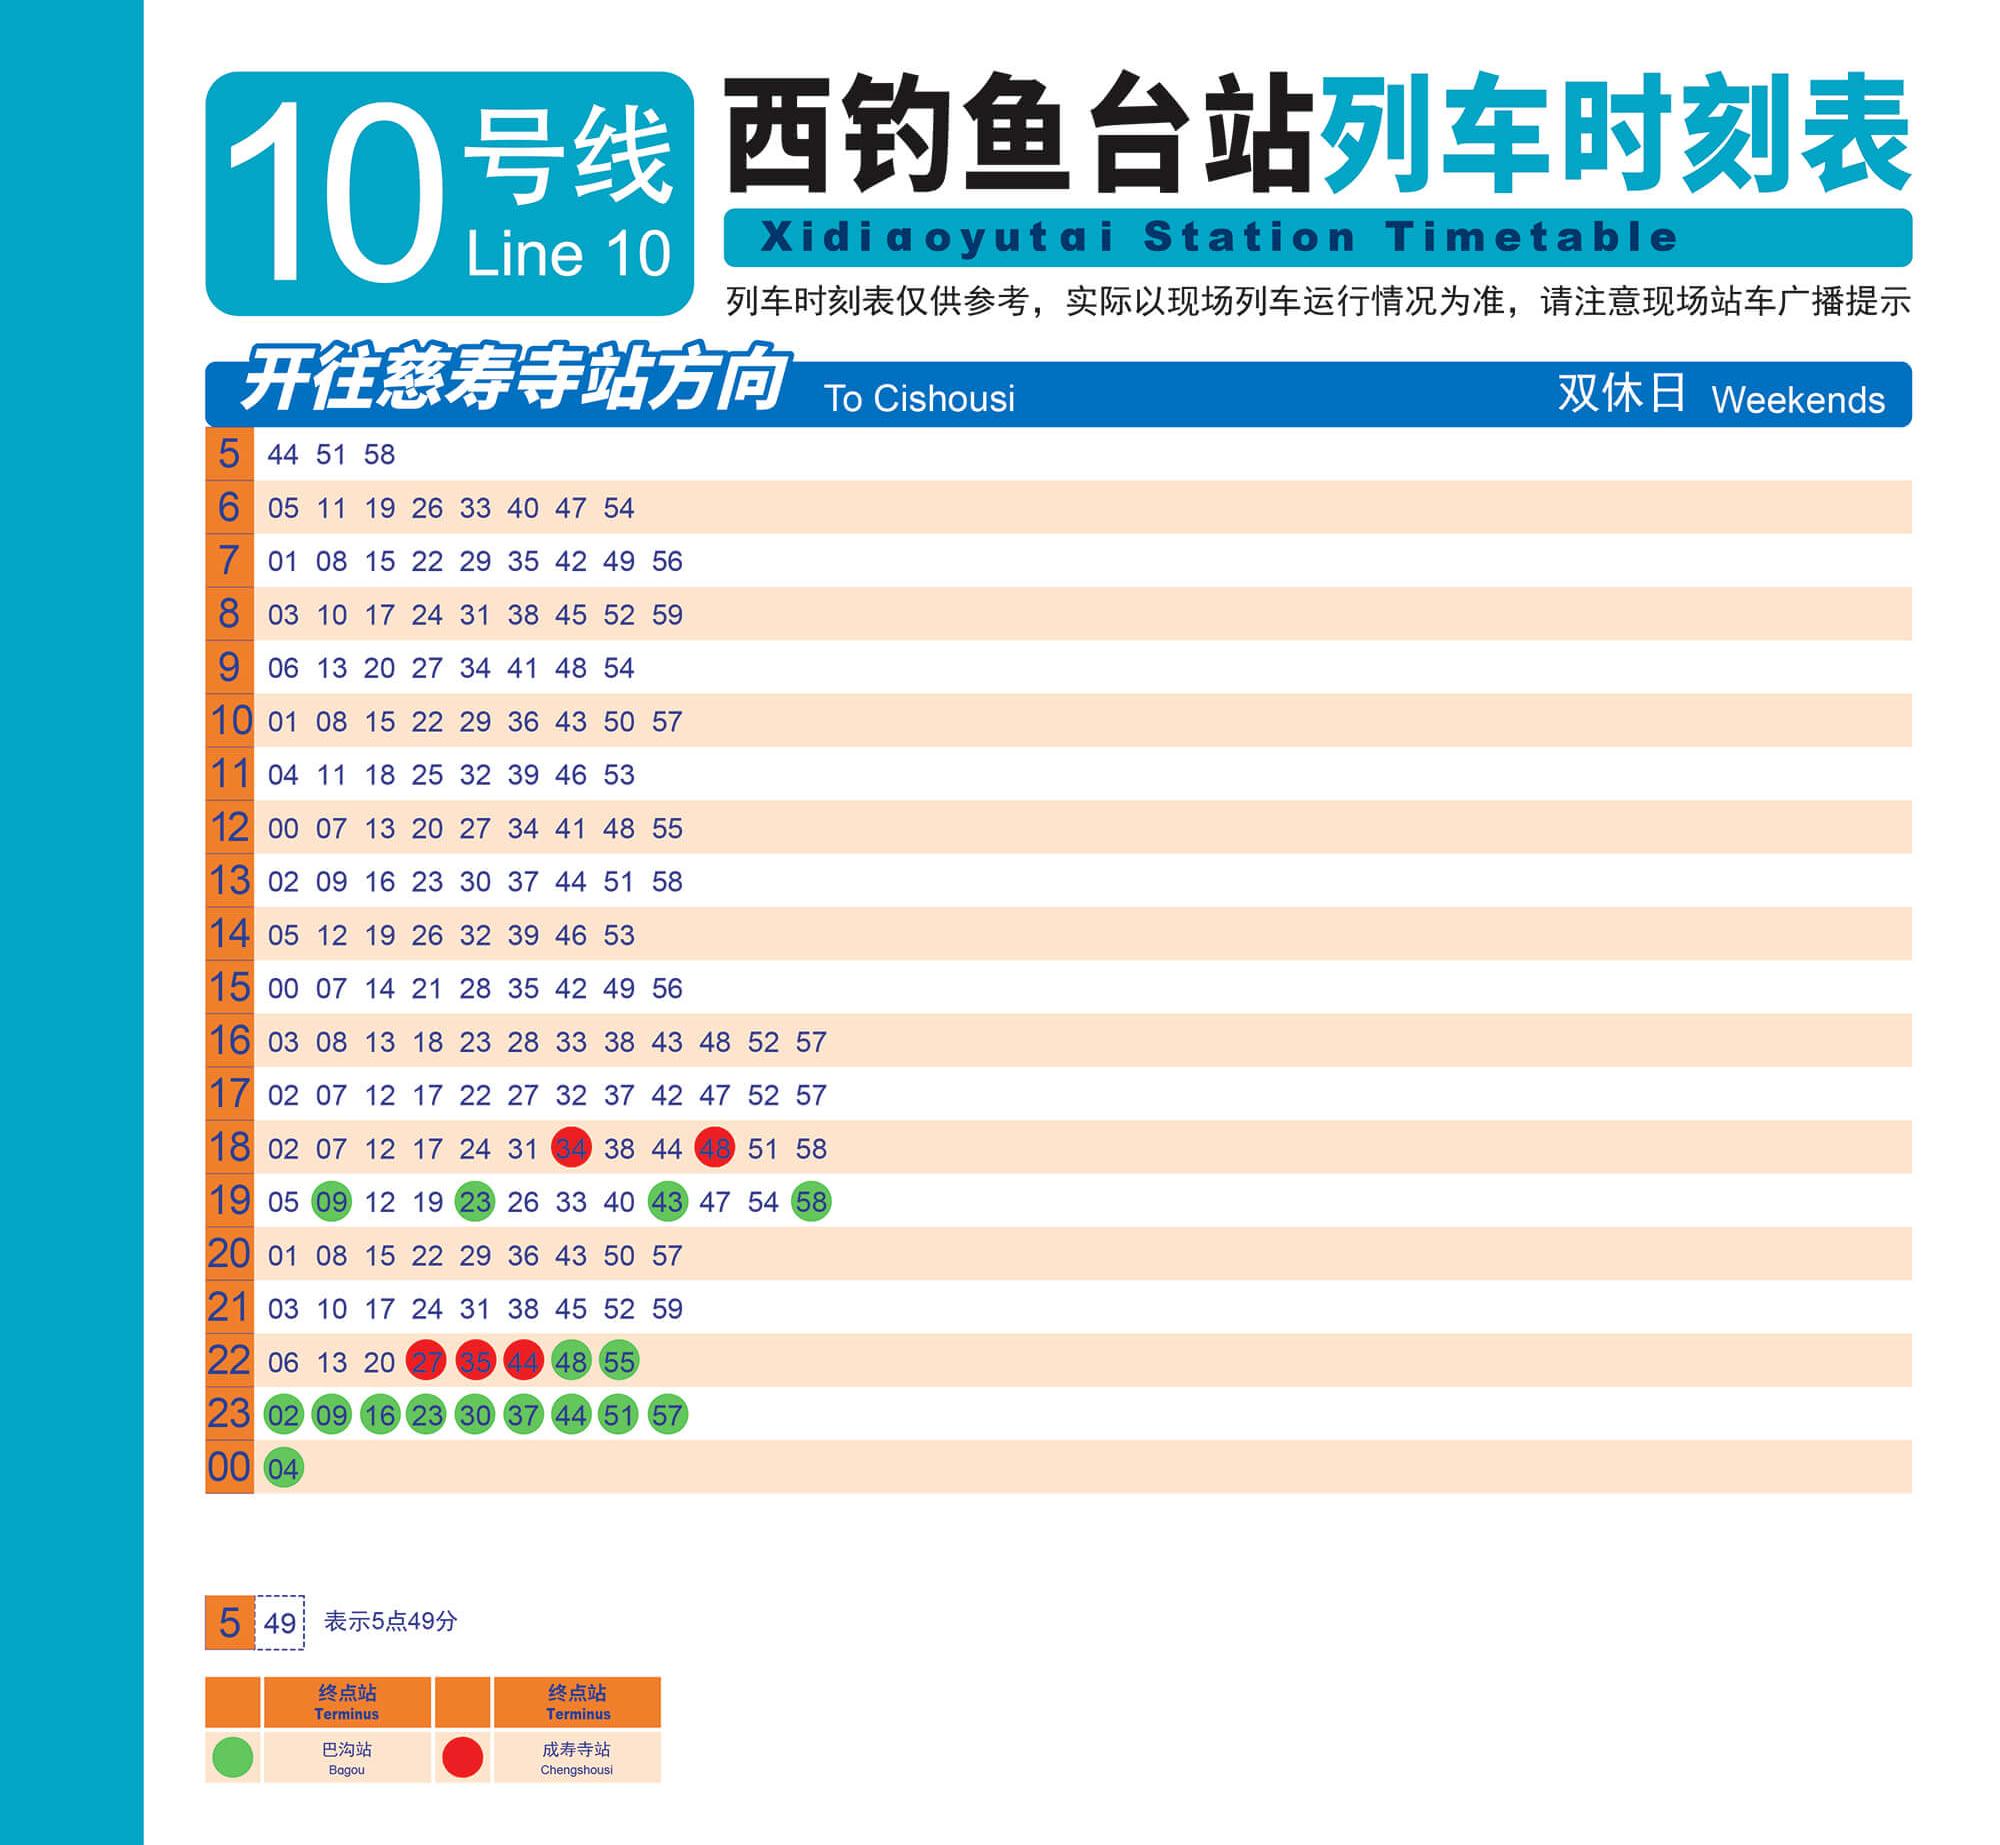 10号线
Line 10
西钓鱼台站列车时刻表
Xidiaoyutai Station Timetable
列车时刻表仅供参考，实际以现场列车运行情况为准，请注意现场站车广播提示
开往慈寿寺站方向 To Cishousi 双休日 Weekends
5 44 51 58
6 05 11 19 26 33 40 47 54
7 01 08 15 22 29 35 42 49 56
8 03 10 17 24 31 38 45 52 59
9 06 13 20 27 34 41 48 54
10 01 08 15 22 29 36 43 50 57
11 04 11 18 25 32 39 46 53
12 00 07 13 20 27 34 41 48 55
13 02 09 16 23 30 37 44 51 58
14 05 12 19 26 32 39 46 53
15 00 07 14 21 28 35 42 49 56
16 03 08 13 18 23 28 33 38 43 48 52 57
17 02 07 12 17 22 27 32 37 42 47 52 57
18 02 07 12 17 24 31 34 38 44 48 51 58
19 05 09 12 19 23 26 33 40 43 47 54 58
20 01 08 15 22 29 36 43 50 57
21 03 10 17 24 31 38 45 52 59
22 06 13 20 27 35 44 48 55
23 02 09 16 23 30 37 44 51 57
00 04
5 49 表示5点49分
终点站 终点站
Terminus Terminus
巴沟站 成寿寺站
Bagou Chengshousi